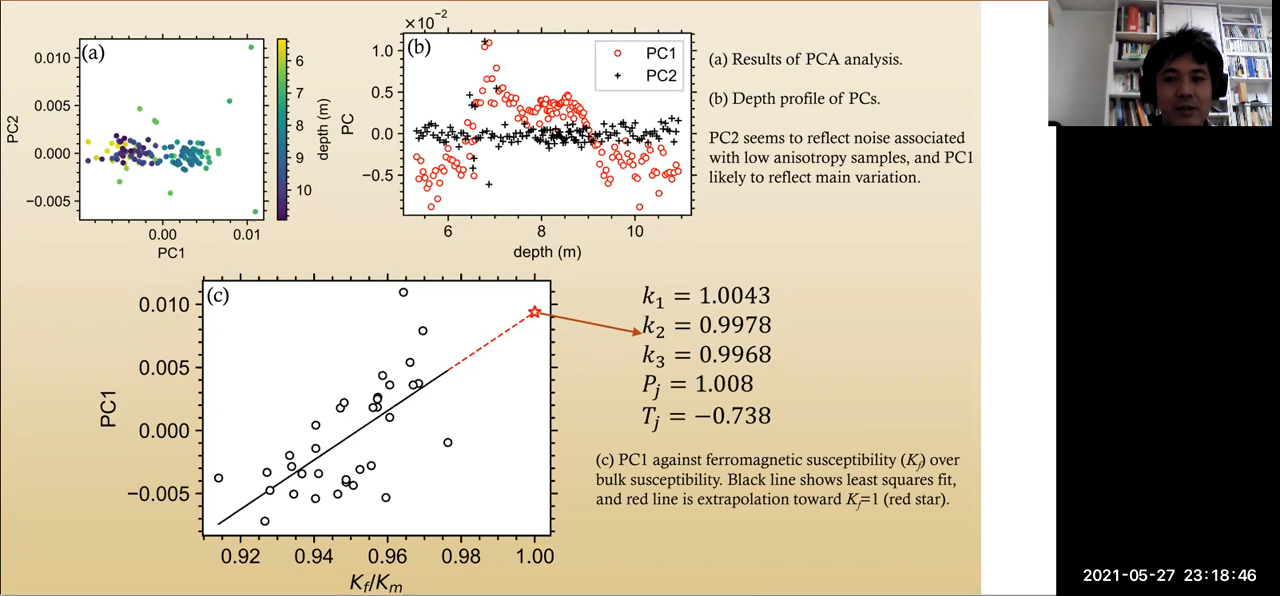 ×10⁻²
(a)
0.010
0.005
0.000
−0.005
PC2
0.00
0.01
PC1
6
7
8
9
10
depth (m)
(b)
1.0
0.5
0.0
−0.5
PC
PC1
PC2
6
8
10
depth (m)
(a) Results of PCA analysis.
(b) Depth profile of PCs.
PC2 seems to reflect noise associated
with low anisotropy samples, and PC1
likely to reflect main variation.
(c)
0.010
0.005
0.000
−0.005
PC1
0.92
0.94
0.96
0.98
1.00
K_f/K_m
k₁ = 1.0043
k₂ = 0.9978
k₃ = 0.9968
P_j = 1.008
T_j = −0.738
(c) PC1 against ferromagnetic susceptibility (K_f) over
bulk susceptibility. Black line shows least squares fit,
and red line is extrapolation toward K_f=1 (red star).
2021-05-27 23:18:46